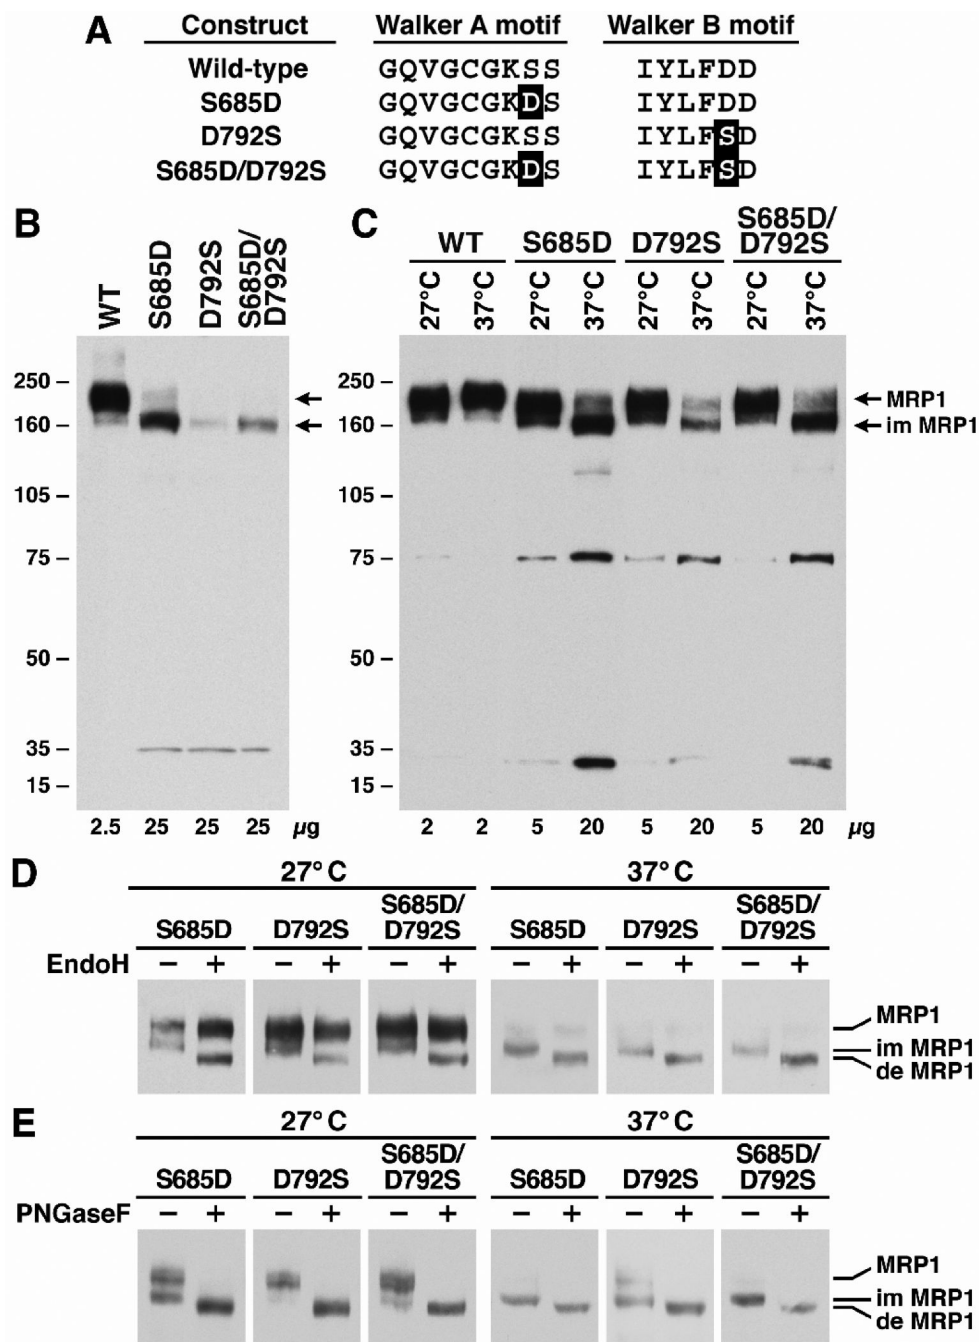 A Construct Walker A motif Walker B motif
Wild-type GQVGCGKSS IYLFDD
S685D GQVGCGKDS IYLFDD
D792S GQVGCGKSS IYLFSD
S685D/D792S GQVGCGKDS IYLFSD
B
WT S685D D792S S685D/D792S
250 –
160 –
105 –
75 –
50 –
35 –
15 –
2.5 25 25 25 µg
C
WT S685D D792S S685D/D792S
27°C 37°C 27°C 37°C 27°C 37°C 27°C 37°C
250 –
160 –
105 –
75 –
50 –
35 –
15 –
MRP1
im MRP1
2 2 5 20 5 20 5 20 µg
D
27° C 37° C
S685D D792S S685D/D792S S685D D792S S685D/D792S
EndoH – + – + – + – + – + – +
MRP1
im MRP1
de MRP1
E
27° C 37° C
S685D D792S S685D/D792S S685D D792S S685D/D792S
PNGaseF – + – + – + – + – + – +
MRP1
im MRP1
de MRP1